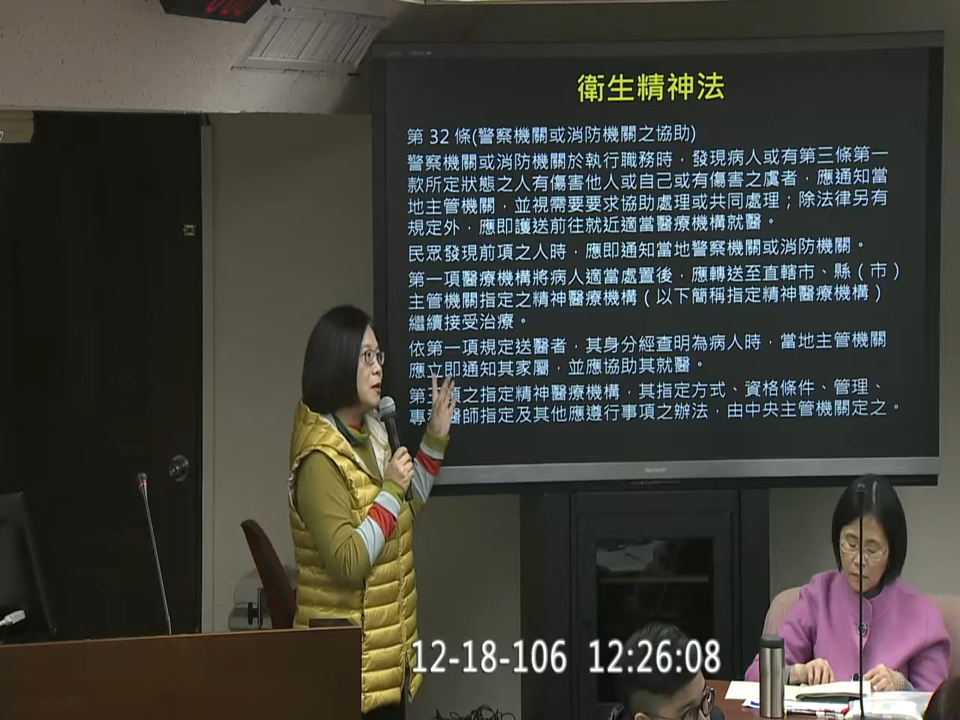 衛生精神法
第 32 條(警察機關或消防機關之協助)
警察機關或消防機關於執行職務時，發現病人或有第三條第一
款所定狀態之人有傷害他人或自己或有傷害之虞者，應通知當
地主管機關，並視需要要求協助處理或共同處理；除法律另有
規定外，應即護送前往就近適當醫療機構就醫。
民眾發現前項之人時，應即通知當地警察機關或消防機關。
第一項醫療機構將病人適當處置後，應轉送至直轄市、縣（市）
主管機關指定之精神醫療機構（以下簡稱指定精神醫療機構）
繼續接受治療。
依第一項規定送醫者，其身分經查明為病人時，當地主管機關
應立即通知其家屬，並應協助其就醫。
第三項之指定精神醫療機構，其指定方式、資格條件、管理、
專科醫師指定及其他應遵行事項之辦法，由中央主管機關定之。
SHARP
12-18-106 12:26:08